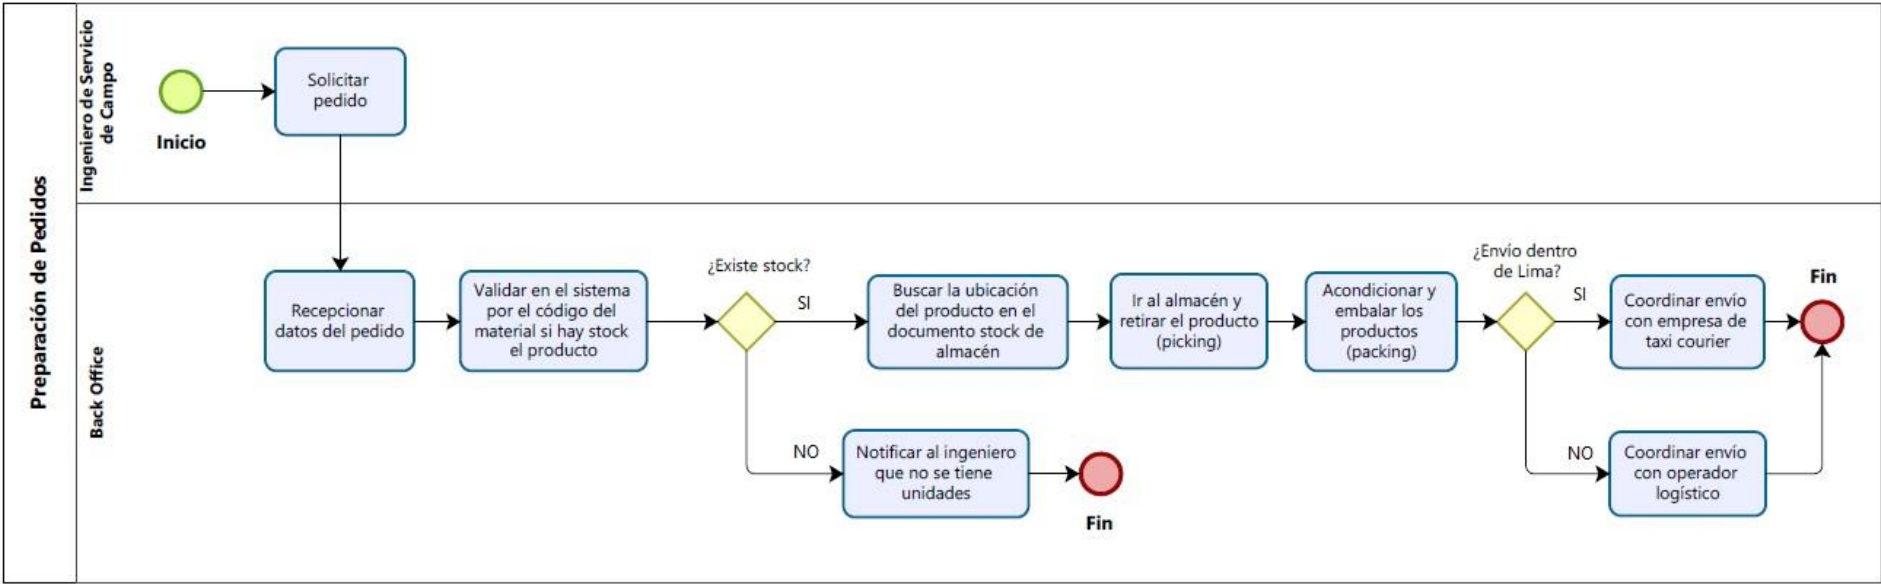 Preparación de Pedidos
Ingeniero de Servicio
de Campo
Inicio
Solicitar
pedido
Back Office
Recepcionar
datos del pedido
Validar en el sistema
por el código del
material si hay stock
el producto
¿Existe stock?
SI
Buscar la ubicación
del producto en el
documento stock de
almacén
Ir al almacén y
retirar el producto
(picking)
Acondicionar y
embalar los
productos
(packing)
¿Envío dentro
de Lima?
SI
Coordinar envío
con empresa de
taxi courier
Fin
NO
Notificar al ingeniero
que no se tiene
unidades
Fin
NO
Coordinar envío
con operador
logístico